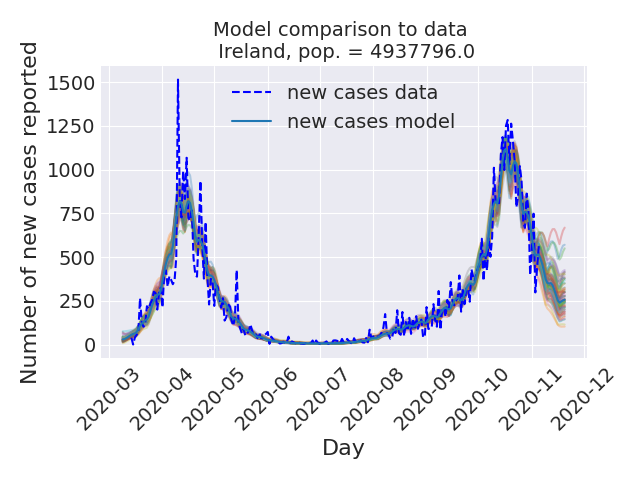 Model comparison to data
Ireland, pop. = 4937796.0
new cases data
new cases model
Number of new cases reported
1500
1250
1000
750
500
250
0
2020-03
2020-04
2020-05
2020-06
2020-07
2020-08
2020-09
2020-10
2020-11
2020-12
Day